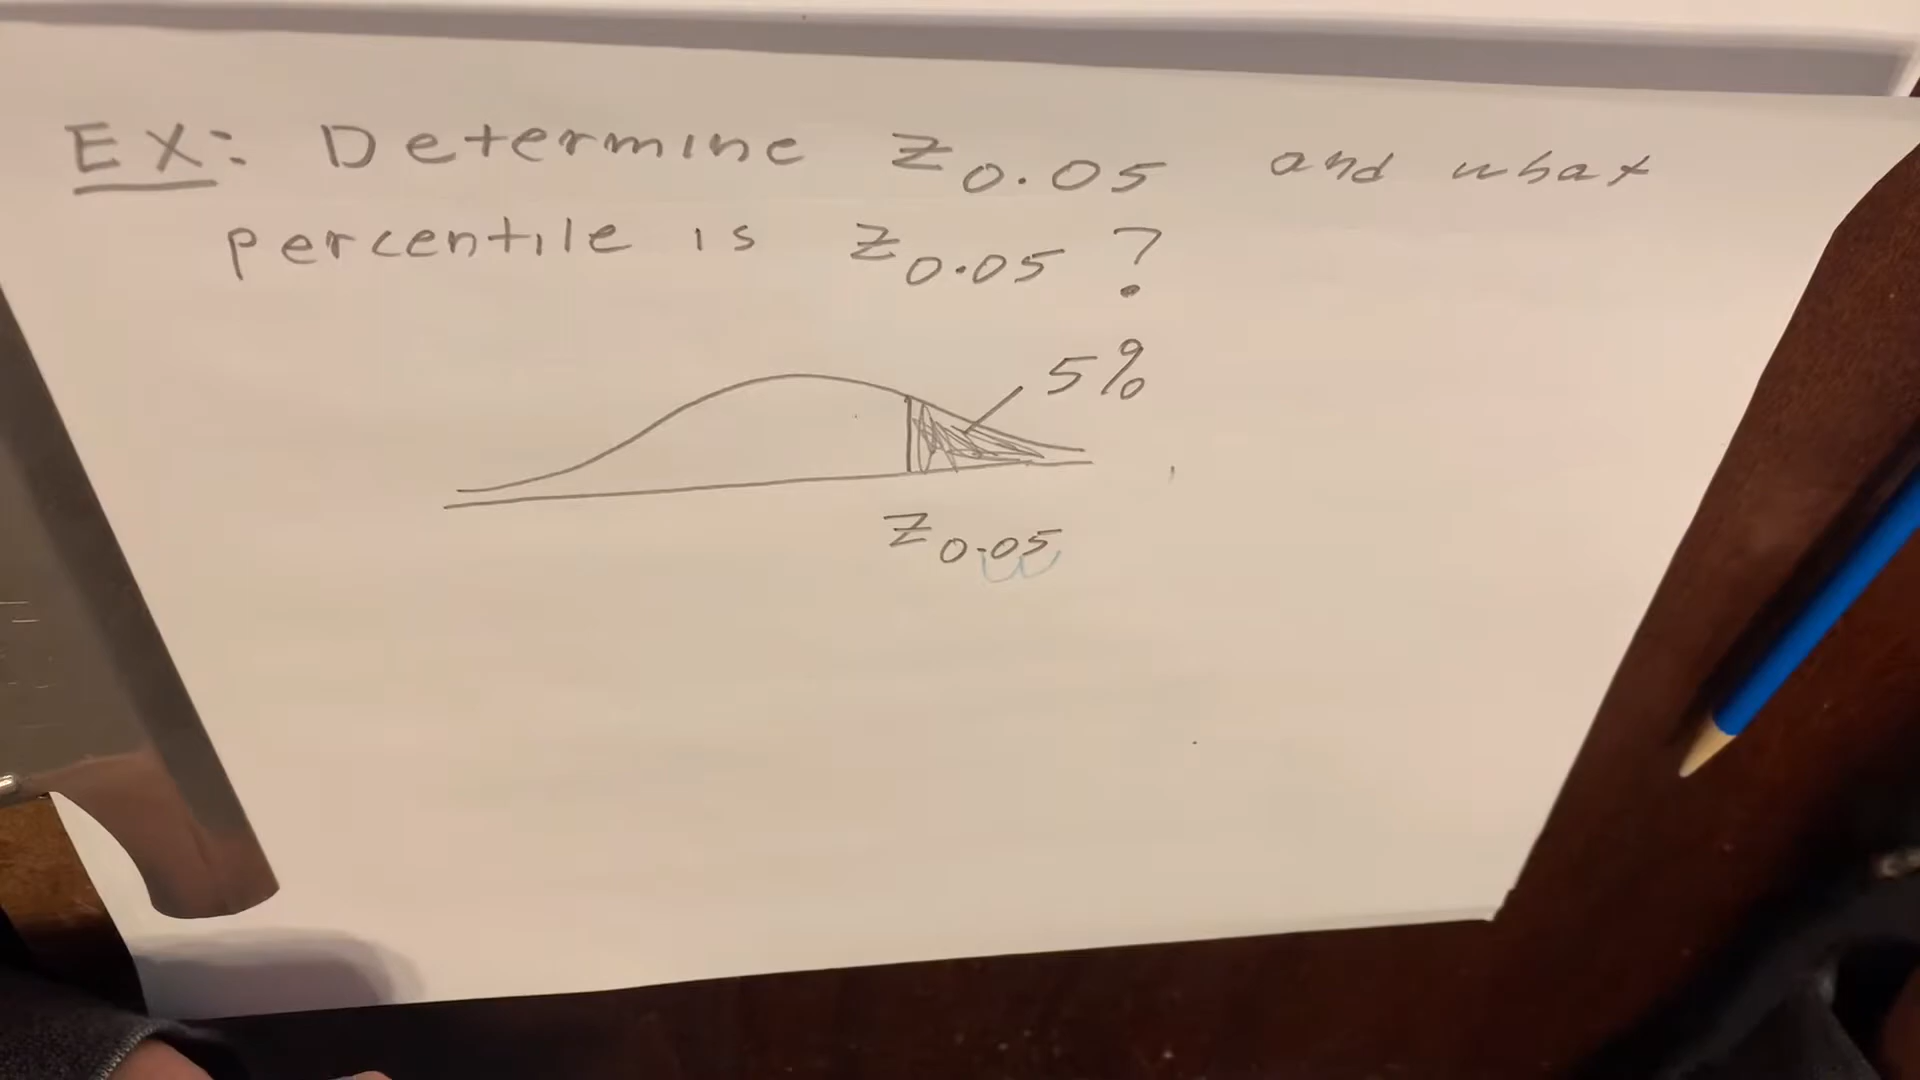 EX: Determine Z0.05 and what
percentile is Z0.05 ?
5%
Z0.05